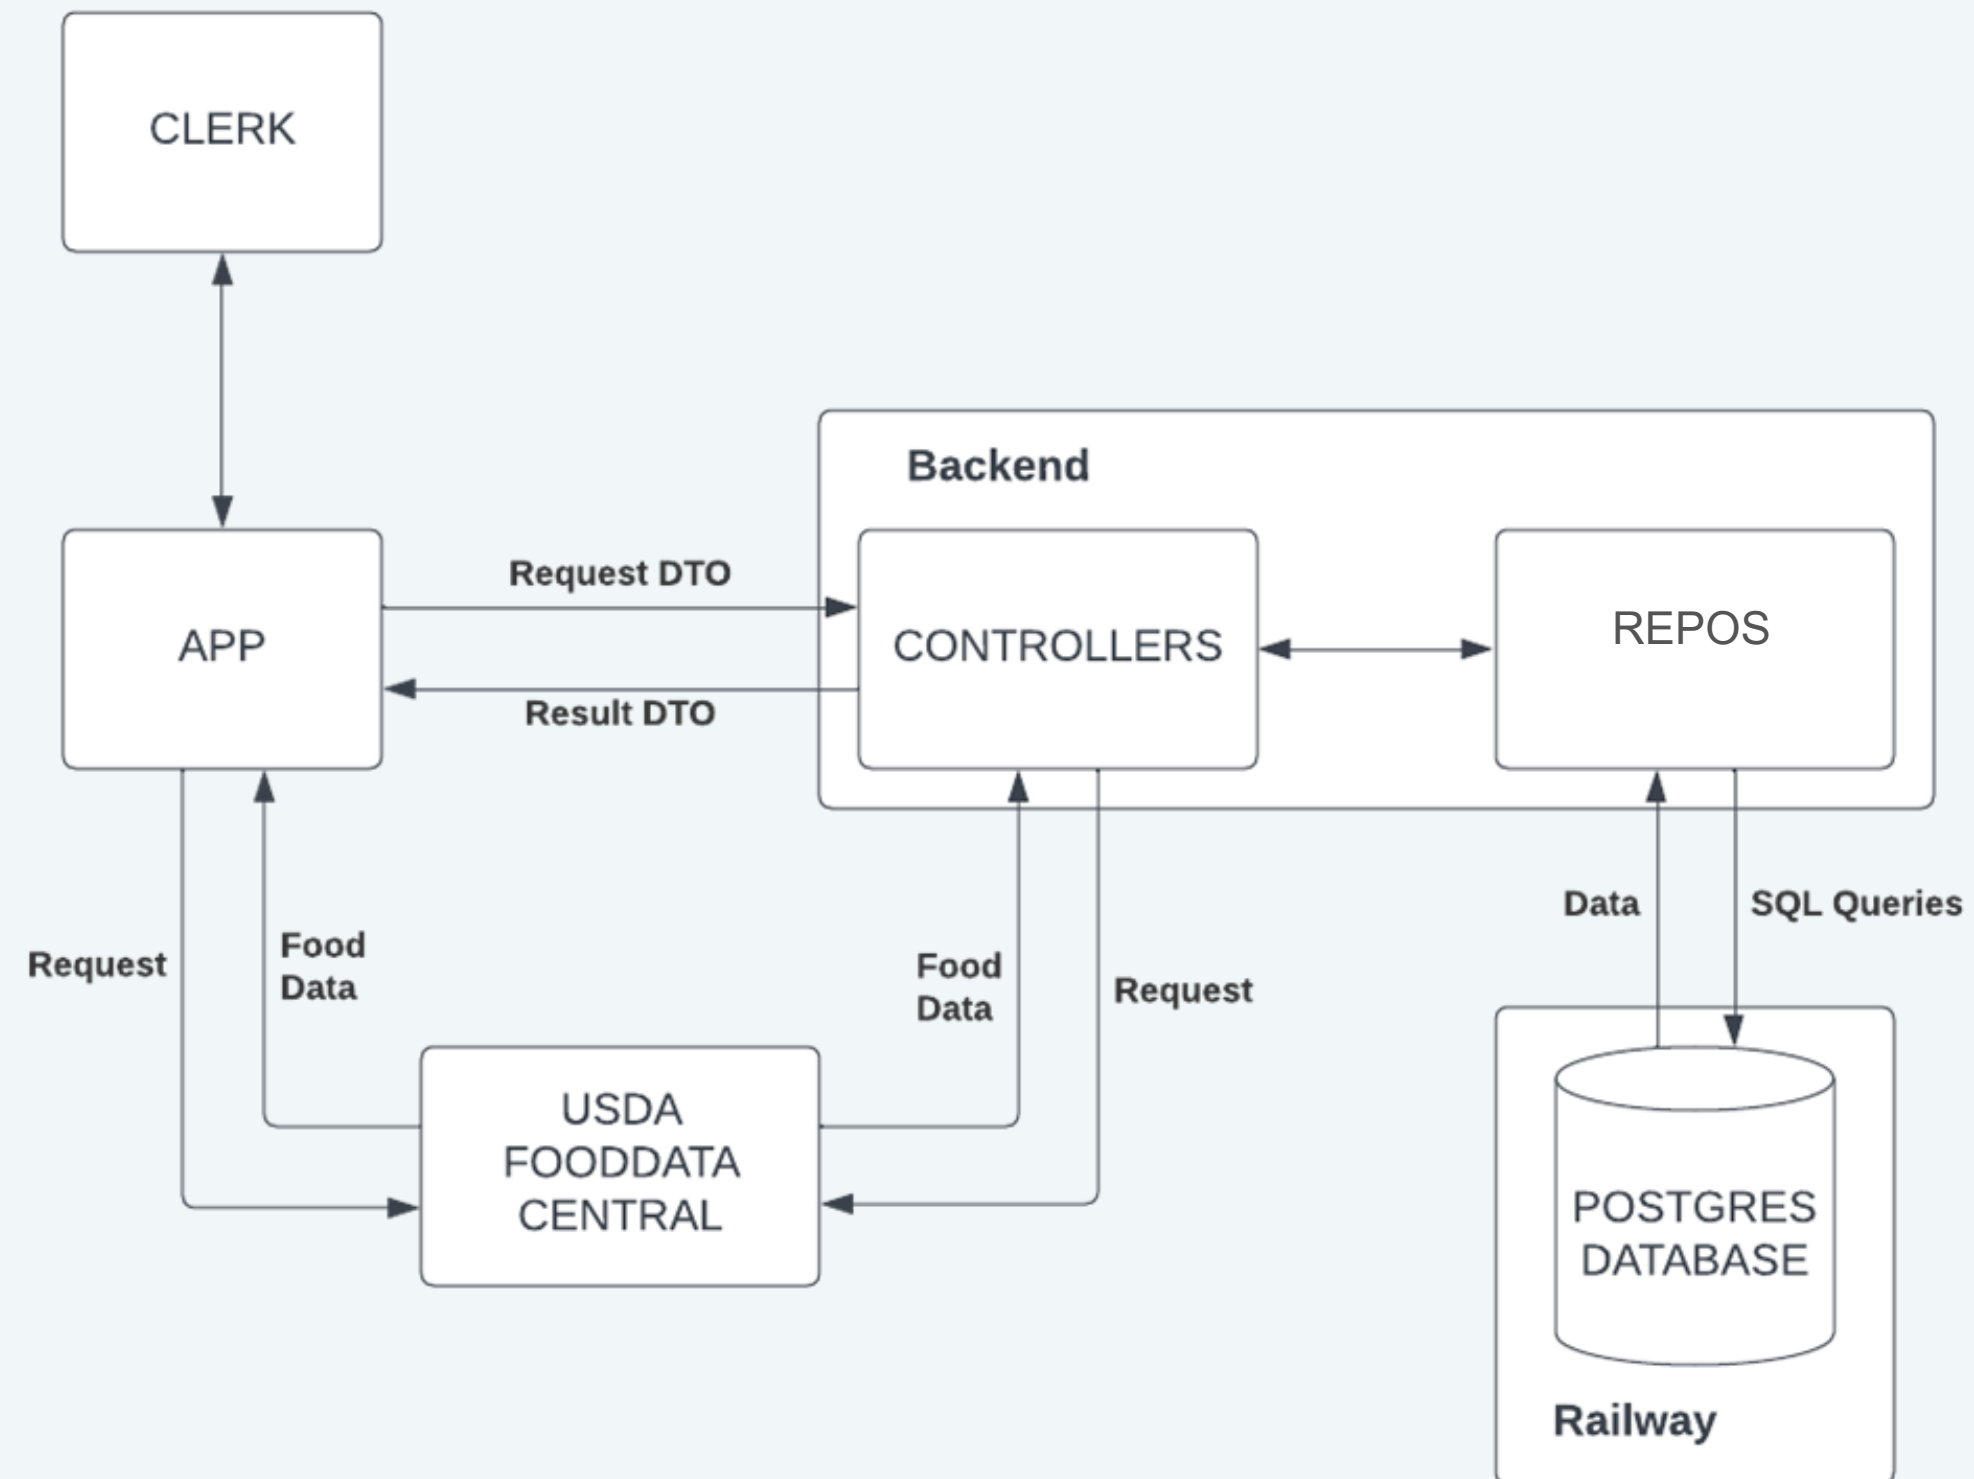 CLERK
Backend
APP
Request DTO
Result DTO
CONTROLLERS
REPOS
Request
Food
Data
Food
Data
Request
Data
SQL Queries
USDA
FOODDATA
CENTRAL
POSTGRES
DATABASE
Railway